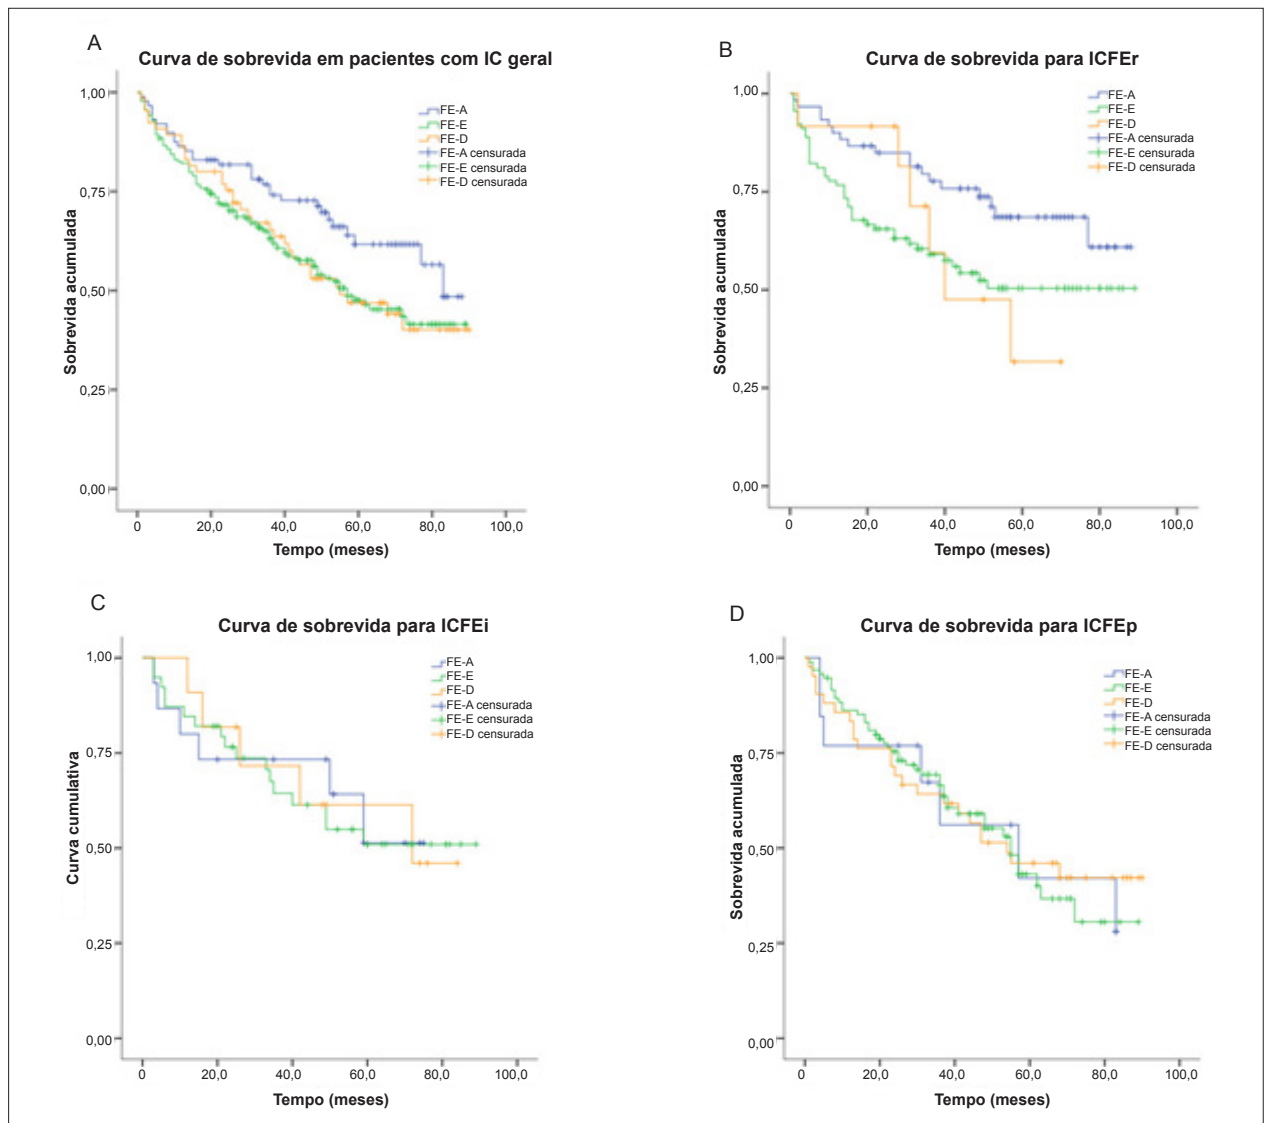 A
Curva de sobrevida em pacientes com IC geral
1,00
0,75
0,50
0,25
0,00
Sobrevida acumulada
FE-A
FE-E
FE-D
FE-A censurada
FE-E censurada
FE-D censurada
0 20,0 40,0 60,0 80,0 100,0
Tempo (meses)
B
Curva de sobrevida para ICFEr
1,00
0,75
0,50
0,25
0,00
Sobrevida acumulada
FE-A
FE-E
FE-D
FE-A censurada
FE-E censurada
FE-D censurada
0 20,0 40,0 60,0 80,0 100,0
Tempo (meses)
C
Curva de sobrevida para ICFEi
1,00
0,75
0,50
0,25
0,00
Curva cumulativa
FE-A
FE-E
FE-D
FE-A censurada
FE-E censurada
FE-D censurada
0 20,0 40,0 60,0 80,0 100,0
Tempo (meses)
D
Curva de sobrevida para ICFEp
1,00
0,75
0,50
0,25
0,00
Sobrevida acumulada
FE-A
FE-E
FE-D
FE-A censurada
FE-E censurada
FE-D censurada
0 20,0 40,0 60,0 80,0 100,0
Tempo (meses)